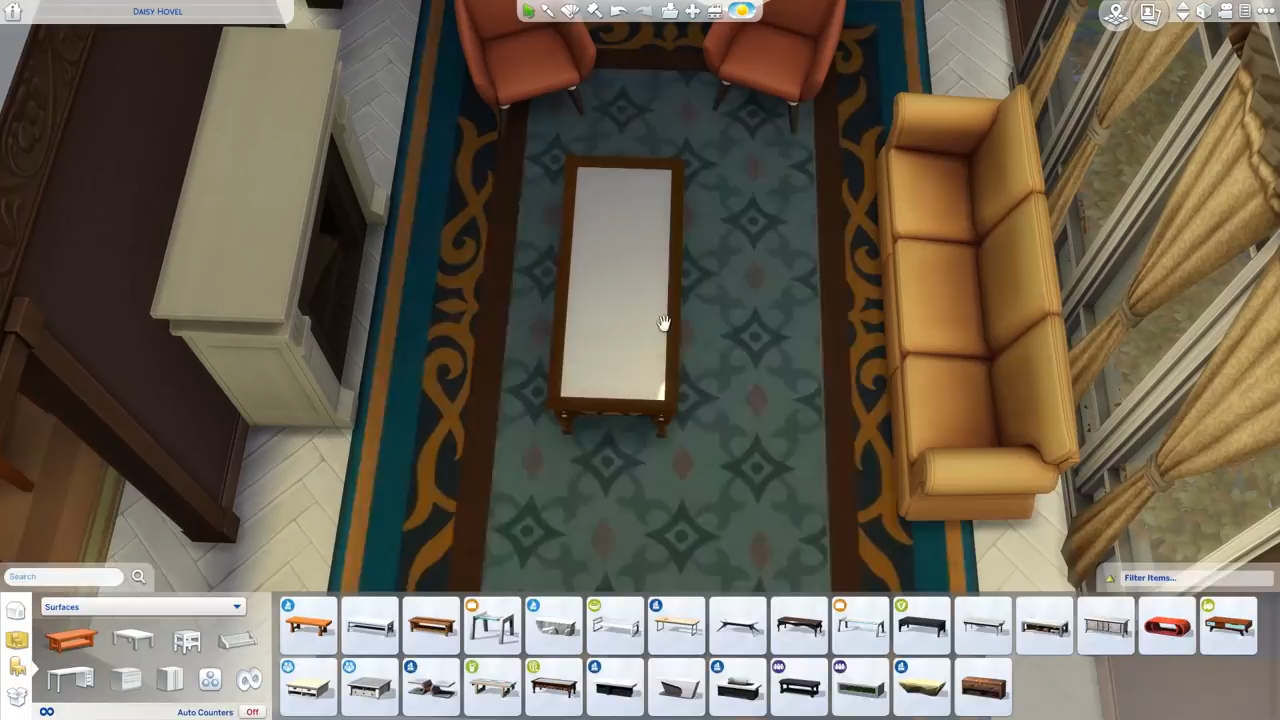 DAISY HOVEL
Search
Filter Items...
Surfaces
Auto Counters
Off